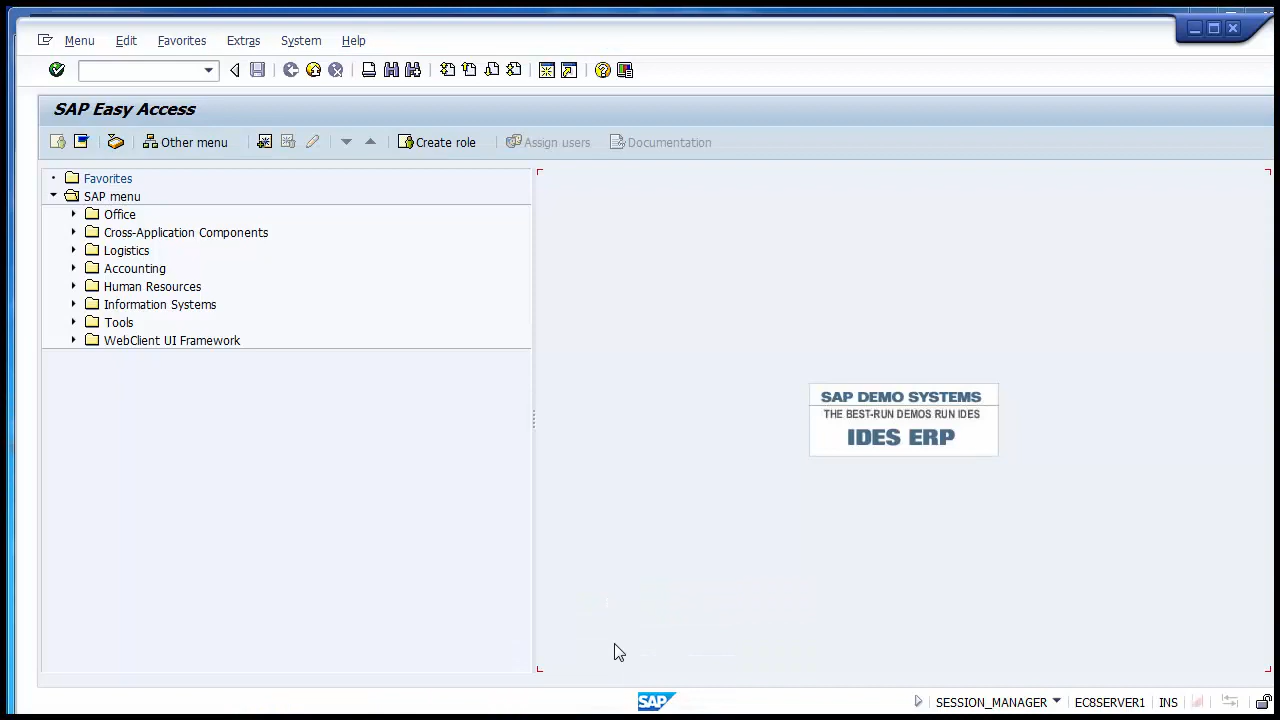 Menu Edit Favorites Extras System Help
SAP Easy Access
Other menu Create role Assign users Documentation
Favorites
SAP menu
Office
Cross-Application Components
Logistics
Accounting
Human Resources
Information Systems
Tools
WebClient UI Framework
SAP DEMO SYSTEMS
THE BEST-RUN DEMOS RUN IDES
IDES ERP
SAP SESSION_MANAGER EC8SERVER1 INS